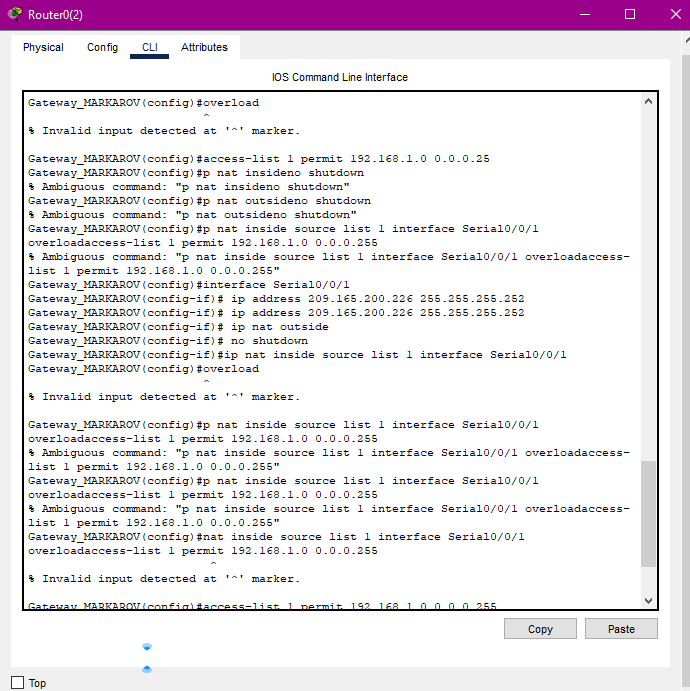 Router0(2)
Physical Config CLI Attributes
IOS Command Line Interface
Gateway_MARKAROV(config)#overload
^
% Invalid input detected at '^' marker.
Gateway_MARKAROV(config)#access-list 1 permit 192.168.1.0 0.0.0.25
Gateway_MARKAROV(config)#p nat insideno shutdown
% Ambiguous command: "p nat insideno shutdown"
Gateway_MARKAROV(config)#p nat outsideno shutdown
% Ambiguous command: "p nat outsideno shutdown"
Gateway_MARKAROV(config)#p nat inside source list 1 interface Serial0/0/1
overloadaccess-list 1 permit 192.168.1.0 0.0.0.255
% Ambiguous command: "p nat inside source list 1 interface Serial0/0/1 overloadaccess-
list 1 permit 192.168.1.0 0.0.0.255"
Gateway_MARKAROV(config)#interface Serial0/0/1
Gateway_MARKAROV(config-if)# ip address 209.165.200.226 255.255.255.252
Gateway_MARKAROV(config-if)# ip address 209.165.200.226 255.255.255.252
Gateway_MARKAROV(config-if)# ip nat outside
Gateway_MARKAROV(config-if)# no shutdown
Gateway_MARKAROV(config-if)#ip nat inside source list 1 interface Serial0/0/1
Gateway_MARKAROV(config)#overload
^
% Invalid input detected at '^' marker.
Gateway_MARKAROV(config)#p nat inside source list 1 interface Serial0/0/1
overloadaccess-list 1 permit 192.168.1.0 0.0.0.255
% Ambiguous command: "p nat inside source list 1 interface Serial0/0/1 overloadaccess-
list 1 permit 192.168.1.0 0.0.0.255"
Gateway_MARKAROV(config)#p nat inside source list 1 interface Serial0/0/1
overloadaccess-list 1 permit 192.168.1.0 0.0.0.255
% Ambiguous command: "p nat inside source list 1 interface Serial0/0/1 overloadaccess-
list 1 permit 192.168.1.0 0.0.0.255"
Gateway_MARKAROV(config)#nat inside source list 1 interface Serial0/0/1
overloadaccess-list 1 permit 192.168.1.0 0.0.0.255
^
% Invalid input detected at '^' marker.
Gateway_MARKAROV(config)#access-list 1 permit 192.168.1.0 0.0.0.255
Copy Paste
Top